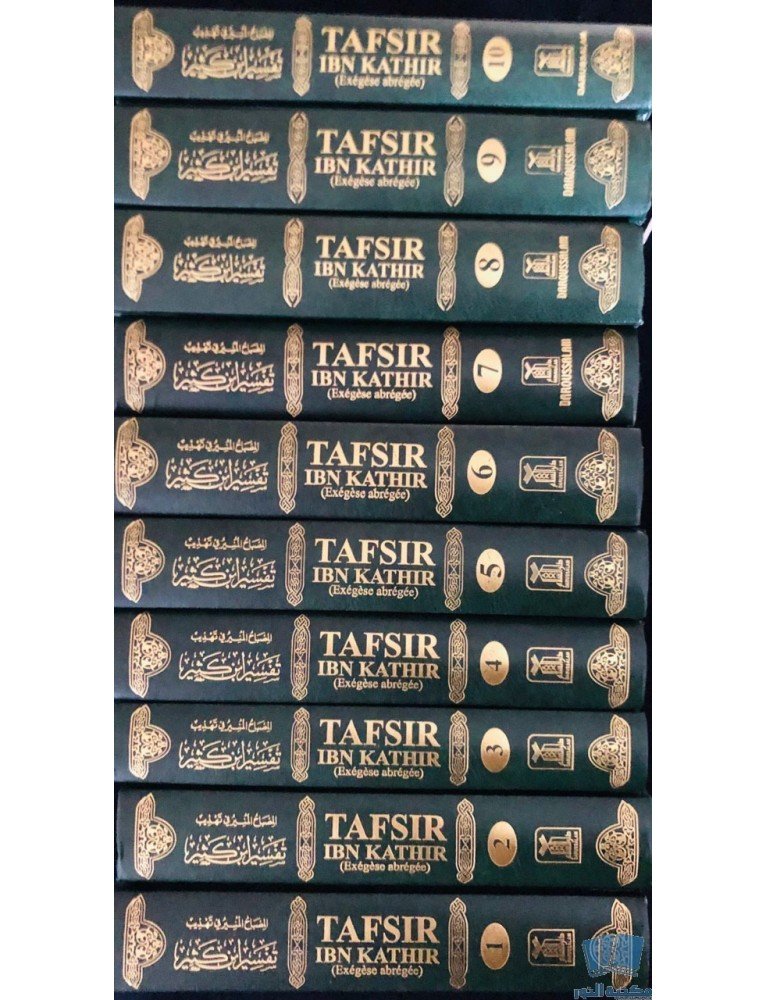 المصباح المنير في تهذيب
تفسير ابن كثير
TAFSIR
IBN KATHIR
(Exégèse abrégée)
10
DAROUSSALAM
المصباح المنير في تهذيب
تفسير ابن كثير
TAFSIR
IBN KATHIR
(Exégèse abrégée)
9
DAROUSSALAM
المصباح المنير في تهذيب
تفسير ابن كثير
TAFSIR
IBN KATHIR
(Exégèse abrégée)
8
DAROUSSALAM
المصباح المنير في تهذيب
تفسير ابن كثير
TAFSIR
IBN KATHIR
(Exégèse abrégée)
7
DAROUSSALAM
المصباح المنير في تهذيب
تفسير ابن كثير
TAFSIR
IBN KATHIR
(Exégèse abrégée)
6
المصباح المنير في تهذيب
تفسير ابن كثير
TAFSIR
IBN KATHIR
(Exégèse abrégée)
5
المصباح المنير في تهذيب
تفسير ابن كثير
TAFSIR
IBN KATHIR
(Exégèse abrégée)
4
المصباح المنير في تهذيب
تفسير ابن كثير
TAFSIR
IBN KATHIR
(Exégèse abrégée)
3
المصباح المنير في تهذيب
تفسير ابن كثير
TAFSIR
IBN KATHIR
(Exégèse abrégée)
2
المصباح المنير في تهذيب
تفسير ابن كثير
TAFSIR
IBN KATHIR
(Exégèse abrégée)
1
مكتبة النور